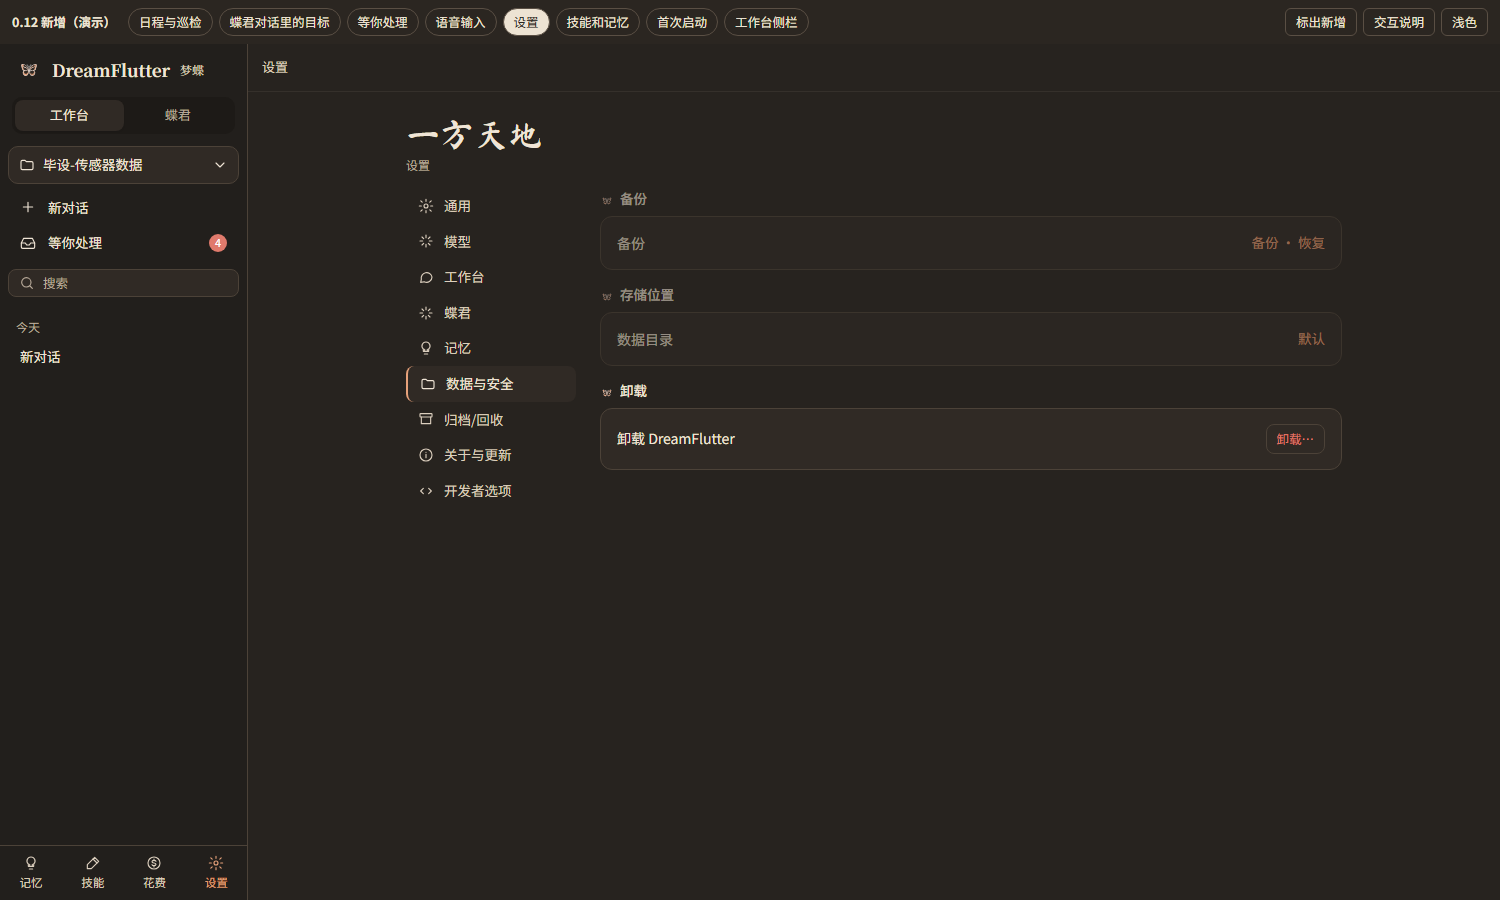 0.12 新增（演示） 日程与巡检 蝶君对话里的目标 等你处理 语音输入 设置 技能和记忆 首次启动 工作台侧栏 标出新增 交互说明 浅色
DreamFlutter 梦蝶
工作台 蝶君
毕设-传感器数据
新对话
等你处理 4
搜索
今天
新对话
记忆 技能 花费 设置
设置
一方天地
设置
通用
模型
工作台
蝶君
记忆
数据与安全
归档/回收
关于与更新
开发者选项
备份
备份 备份 · 恢复
存储位置
数据目录 默认
卸载
卸载 DreamFlutter 卸载…